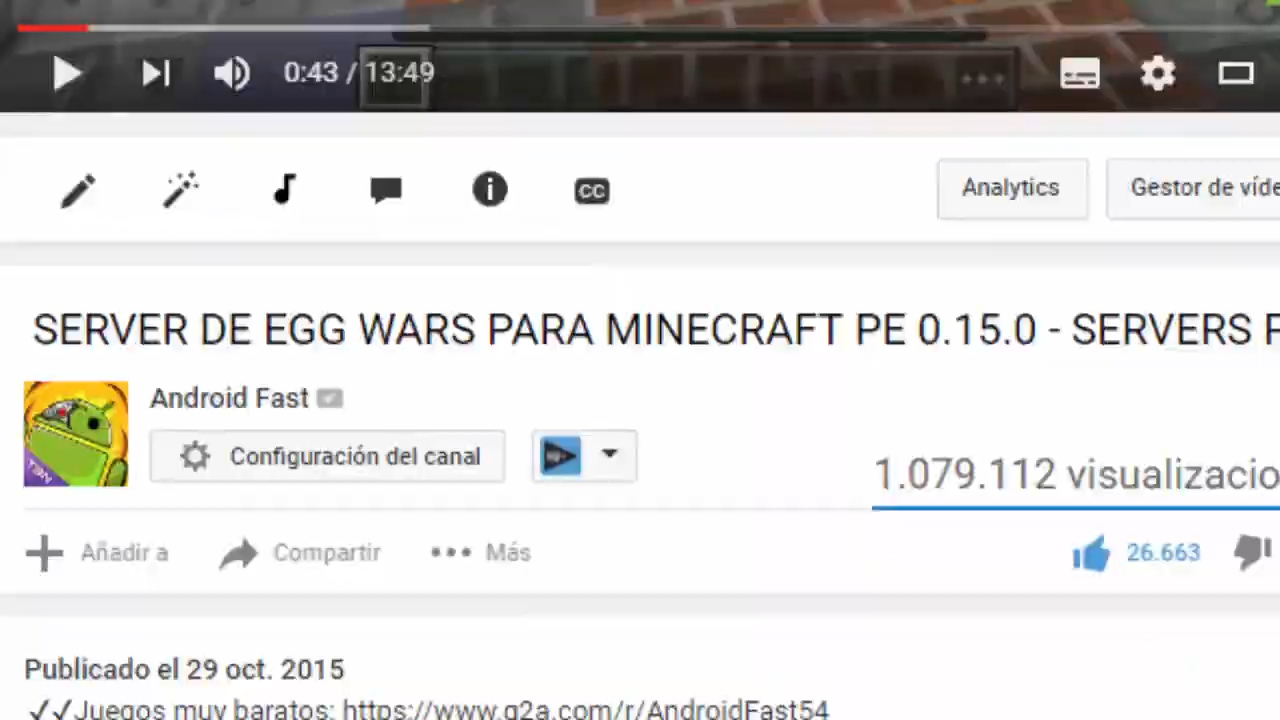 0:43 / 13:49
Analytics
Gestor de víde
SERVER DE EGG WARS PARA MINECRAFT PE 0.15.0 - SERVERS P
Android Fast
Configuración del canal
1.079.112 visualizacio
Añadir a
Compartir
Más
26.663
Publicado el 29 oct. 2015
✓✓Juegos muy baratos: https://www.g2a.com/r/AndroidFast54
CC
TSN